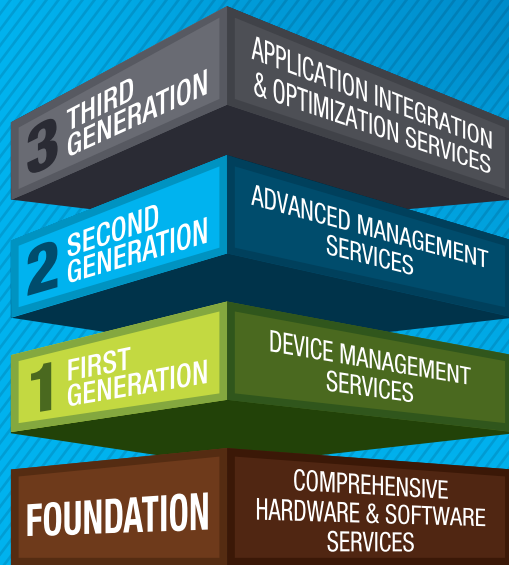 3 THIRD
GENERATION
APPLICATION INTEGRATION
& OPTIMIZATION SERVICES
2 SECOND
GENERATION
ADVANCED MANAGEMENT
SERVICES
1 FIRST
GENERATION
DEVICE MANAGEMENT
SERVICES
FOUNDATION
COMPREHENSIVE
HARDWARE & SOFTWARE
SERVICES